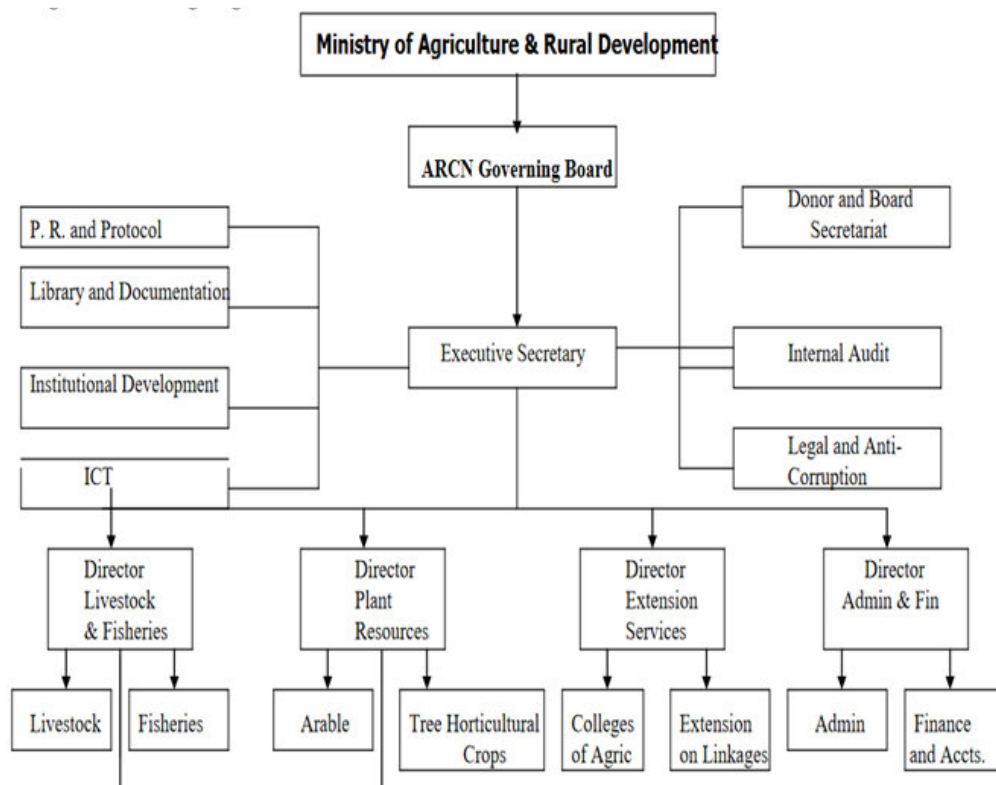 Ministry of Agriculture & Rural Development
ARCN Governing Board
P. R. and Protocol
Library and Documentation
Institutional Development
ICT
Executive Secretary
Donor and Board
Secretariat
Internal Audit
Legal and Anti-
Corruption
Director
Livestock
& Fisheries
Director
Plant
Resources
Director
Extension
Services
Director
Admin & Fin
Livestock
Fisheries
Arable
Tree Horticultural
Crops
Colleges
of Agric
Extension
on Linkages
Admin
Finance
and Accts.